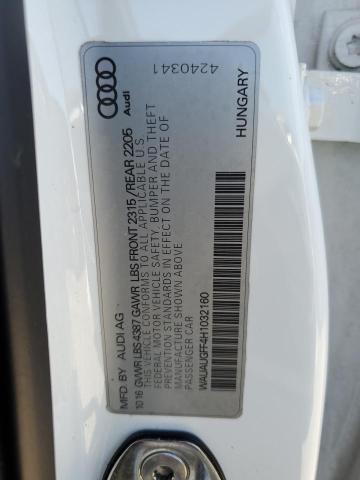 MFD. BY AUDI AG
Audi
10 16 GVWR LBS 4387 GAWR LBS FRONT 2315 /REAR 2205
THIS VEHICLE CONFORMS TO ALL APPLICABLE U.S.
FEDERAL MOTOR VEHICLE SAFETY, BUMPER AND THEFT
PREVENTION STANDARDS IN EFFECT ON THE DATE OF
MANUFACTURE SHOWN ABOVE.
PASSENGER CAR
WAUAUGFF4H1032160
4240341
HUNGARY